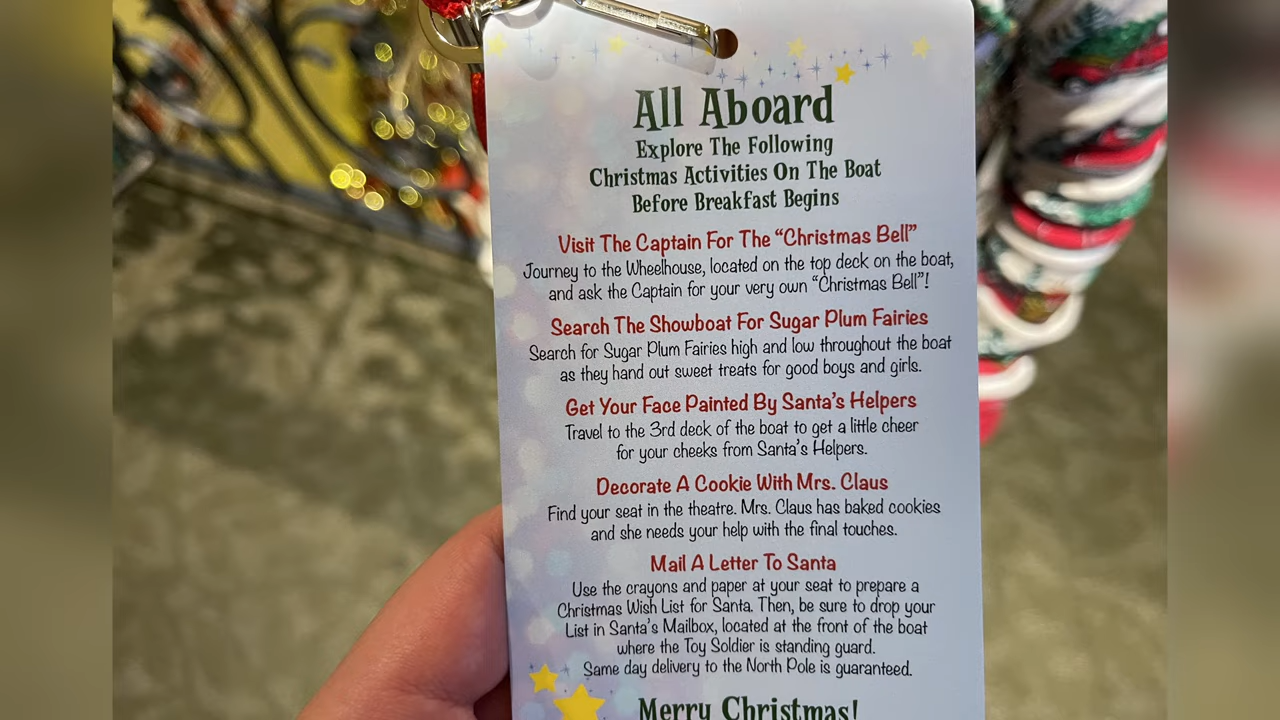 All Aboard
Explore The Following
Christmas Activities On The Boat
Before Breakfast Begins
Visit The Captain For The “Christmas Bell”
Journey to the Wheelhouse, located on the top deck on the boat,
and ask the Captain for your very own “Christmas Bell”!
Search The Showboat For Sugar Plum Fairies
Search for Sugar Plum Fairies high and low throughout the boat
as they hand out sweet treats for good boys and girls.
Get Your Face Painted By Santa’s Helpers
Travel to the 3rd deck of the boat to get a little cheer
for your cheeks from Santa’s Helpers.
Decorate A Cookie With Mrs. Claus
Find your seat in the theatre. Mrs. Claus has baked cookies
and she needs your help with the final touches.
Mail A Letter To Santa
Use the crayons and paper at your seat to prepare a
Christmas Wish List for Santa. Then, be sure to drop your
List in Santa’s Mailbox, located at the front of the boat
where the Toy Soldier is standing guard.
Same day delivery to the North Pole is guaranteed.
Merry Christmas!